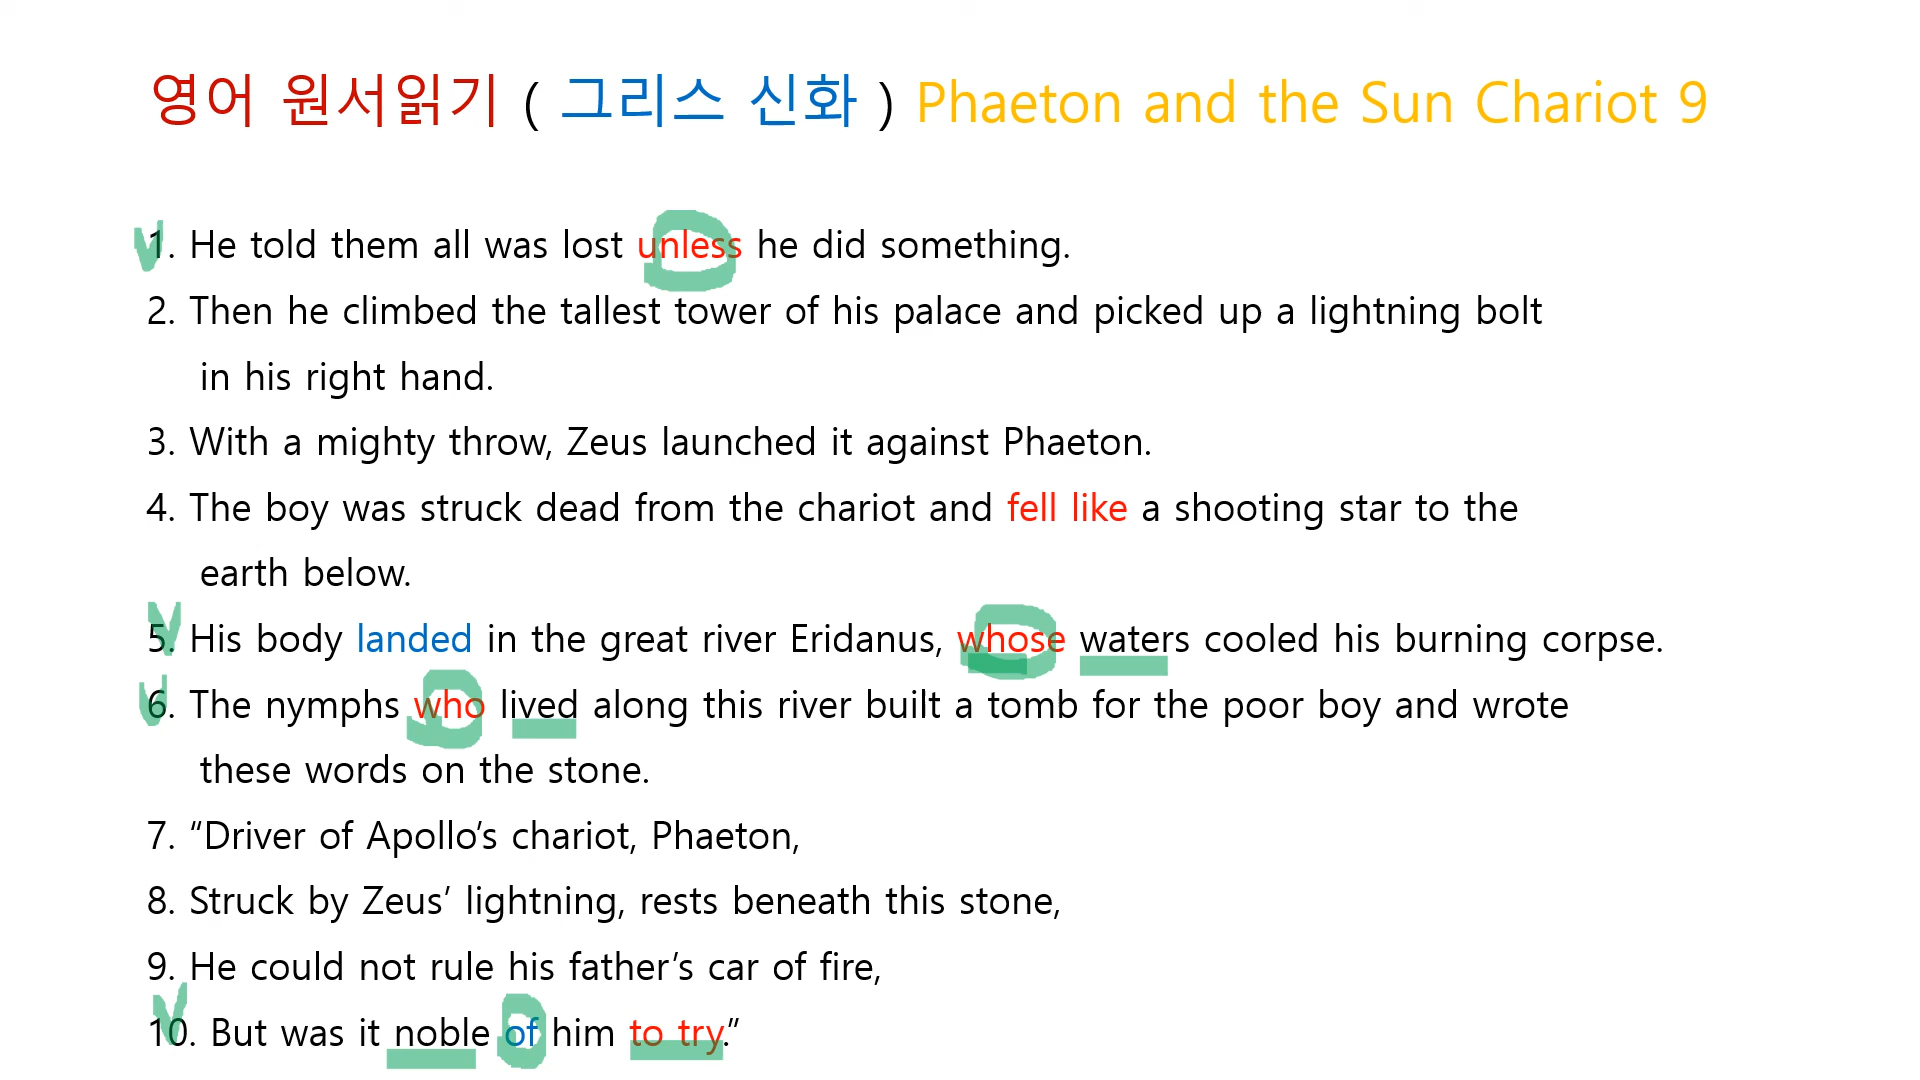 영어 원서읽기 ( 그리스 신화 ) Phaeton and the Sun Chariot 9
1. He told them all was lost unless he did something.
2. Then he climbed the tallest tower of his palace and picked up a lightning bolt
in his right hand.
3. With a mighty throw, Zeus launched it against Phaeton.
4. The boy was struck dead from the chariot and fell like a shooting star to the
earth below.
5. His body landed in the great river Eridanus, whose waters cooled his burning corpse.
6. The nymphs who lived along this river built a tomb for the poor boy and wrote
these words on the stone.
7. “Driver of Apollo’s chariot, Phaeton,
8. Struck by Zeus’ lightning, rests beneath this stone,
9. He could not rule his father’s car of fire,
10. But was it noble of him to try.”